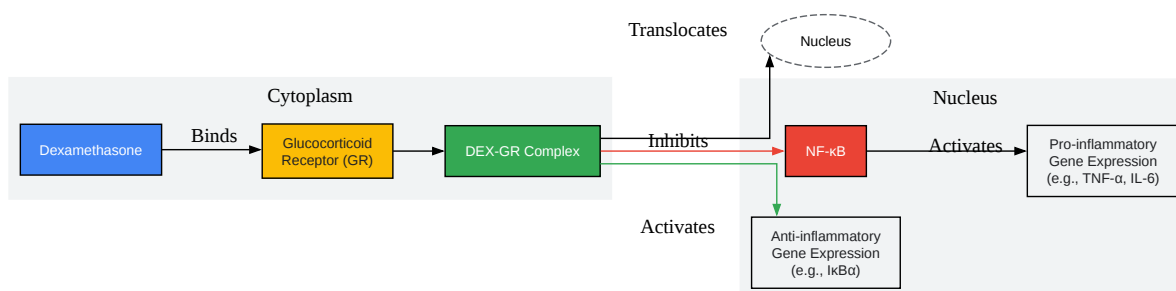 Translocates
Nucleus
Cytoplasm
Nucleus
Dexamethasone
Binds
Glucocorticoid
Receptor (GR)
DEX-GR Complex
Inhibits
NF-κB
Activates
Pro-inflammatory
Gene Expression
(e.g., TNF-α, IL-6)
Activates
Anti-inflammatory
Gene Expression
(e.g., IκBα)